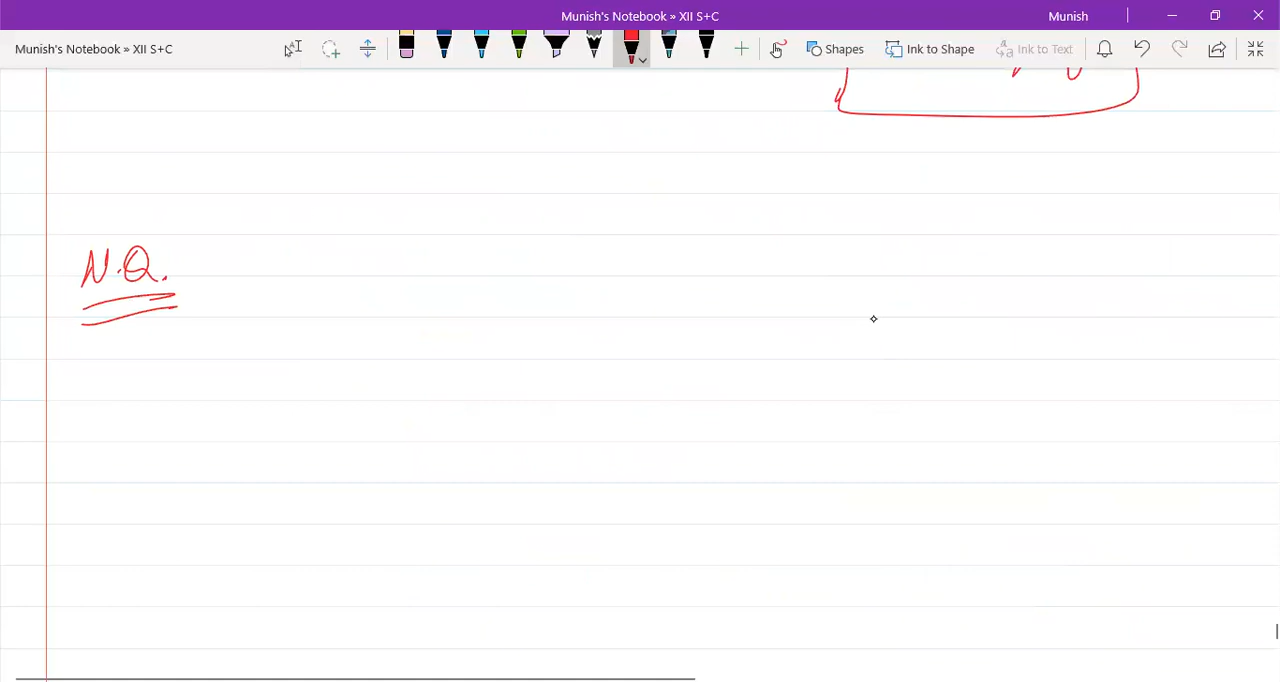 Munish's Notebook » XII S+C
Munish
Munish's Notebook » XII S+C
Shapes
Ink to Shape
Ink to Text
N.Q.